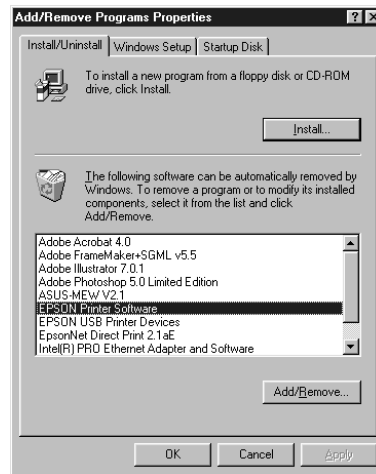 Add/Remove Programs Properties
Install/Uninstall Windows Setup Startup Disk
To install a new program from a floppy disk or CD-ROM
drive, click Install.
Install...
The following software can be automatically removed by
Windows. To remove a program or to modify its installed
components, select it from the list and click
Add/Remove.
Adobe Acrobat 4.0
Adobe FrameMaker+SGML v5.5
Adobe Illustrator 7.0.1
Adobe Photoshop 5.0 Limited Edition
ASUS-MEW V2.1
EPSON Printer Software
EPSON USB Printer Devices
EpsonNet Direct Print 2.1aE
Intel(R) PRO Ethernet Adapter and Software
Add/Remove...
OK Cancel Apply